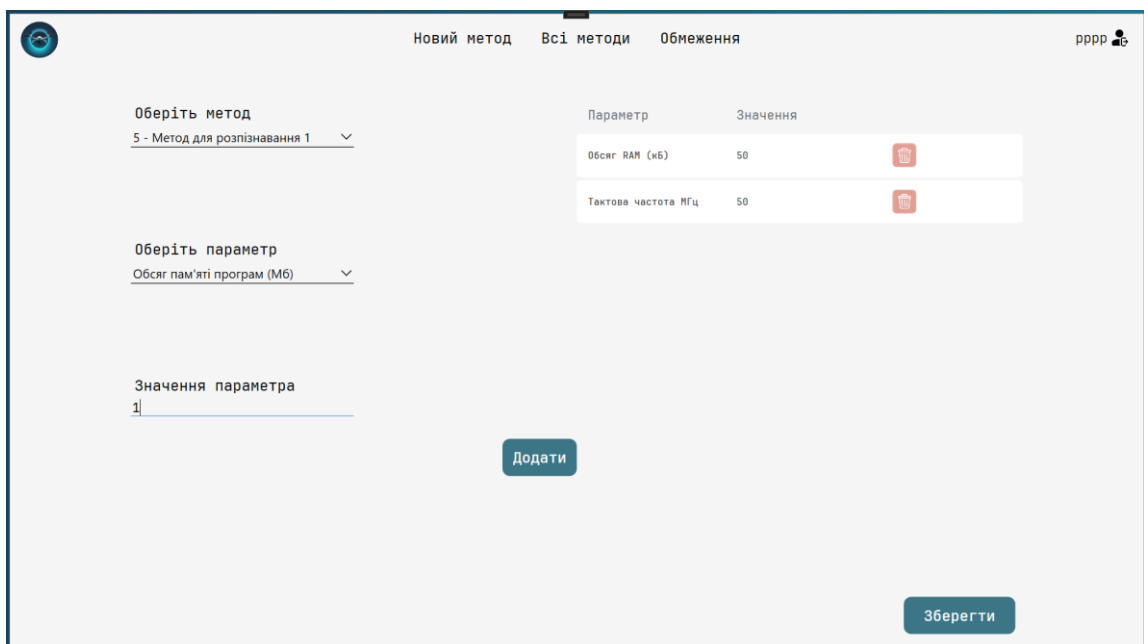 Новий метод Всі методи Обмеження pppp
Оберіть метод
5 - Метод для розпізнавання 1
Оберіть параметр
Обсяг пам'яті програм (Мб)
Значення параметра
1
Параметр Значення
Обсяг RAM (кБ) 50
Тактова частота МГц 50
Додати
Зберегти